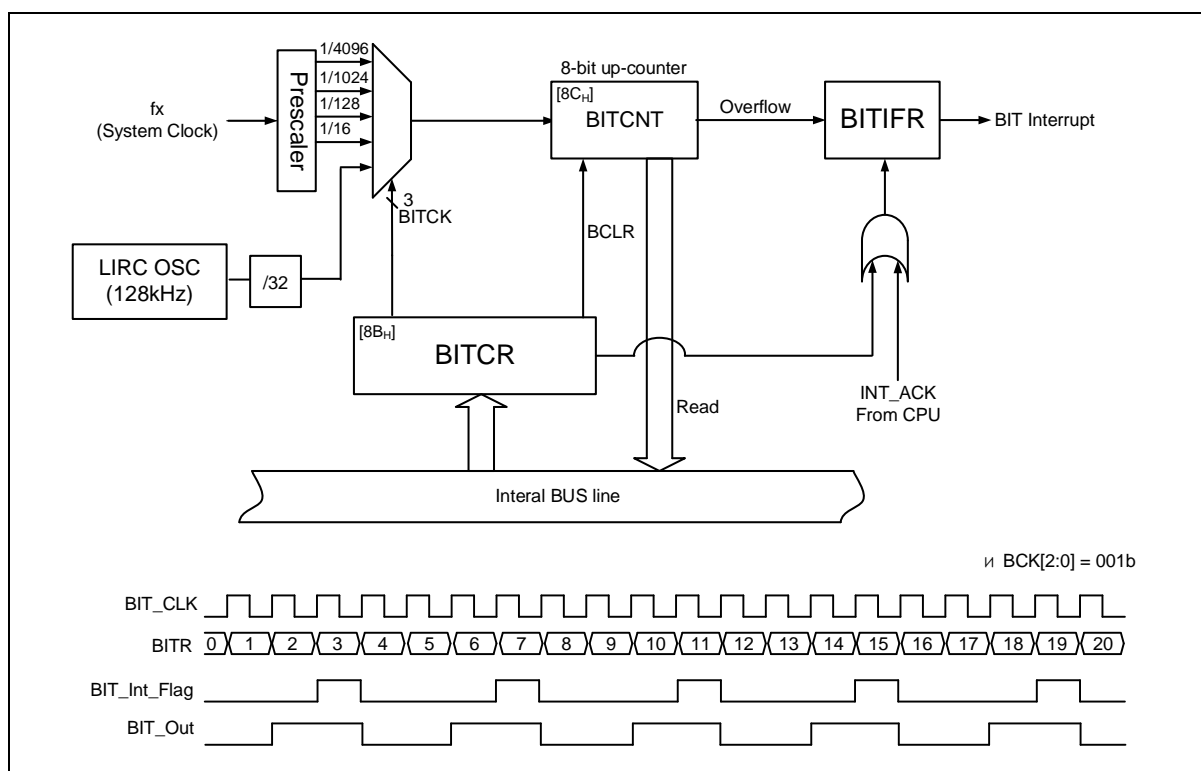 fx
(System Clock)
Prescaler
1/4096
1/1024
1/128
1/16
3
BITCK
LIRC OSC
(128kHz)
/32
8-bit up-counter
[8CH]
BITCNT
Overflow
BITIFR
BIT Interrupt
BCLR
[8BH]
BITCR
Read
INT_ACK
From CPU
Interal BUS line
и BCK[2:0] = 001b
BIT_CLK
BITR 0 1 2 3 4 5 6 7 8 9 10 11 12 13 14 15 16 17 18 19 20
BIT_Int_Flag
BIT_Out